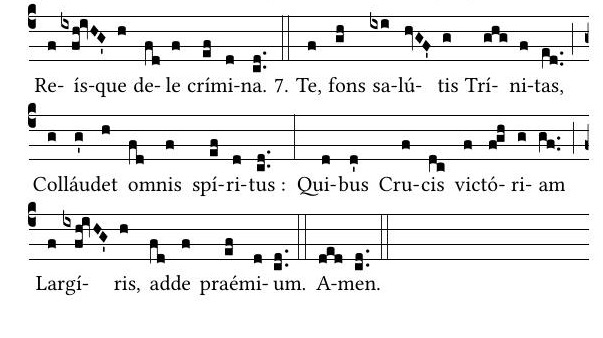 Re- ís-que de- le crími-na. 7. Te, fons sa-lú- tis Trí- ni-tas,
Colláudet omnis spí-ri-tus : Qui-bus Cru-cis victó-ri-am
Largí- ris, adde praémi-um. A-men.